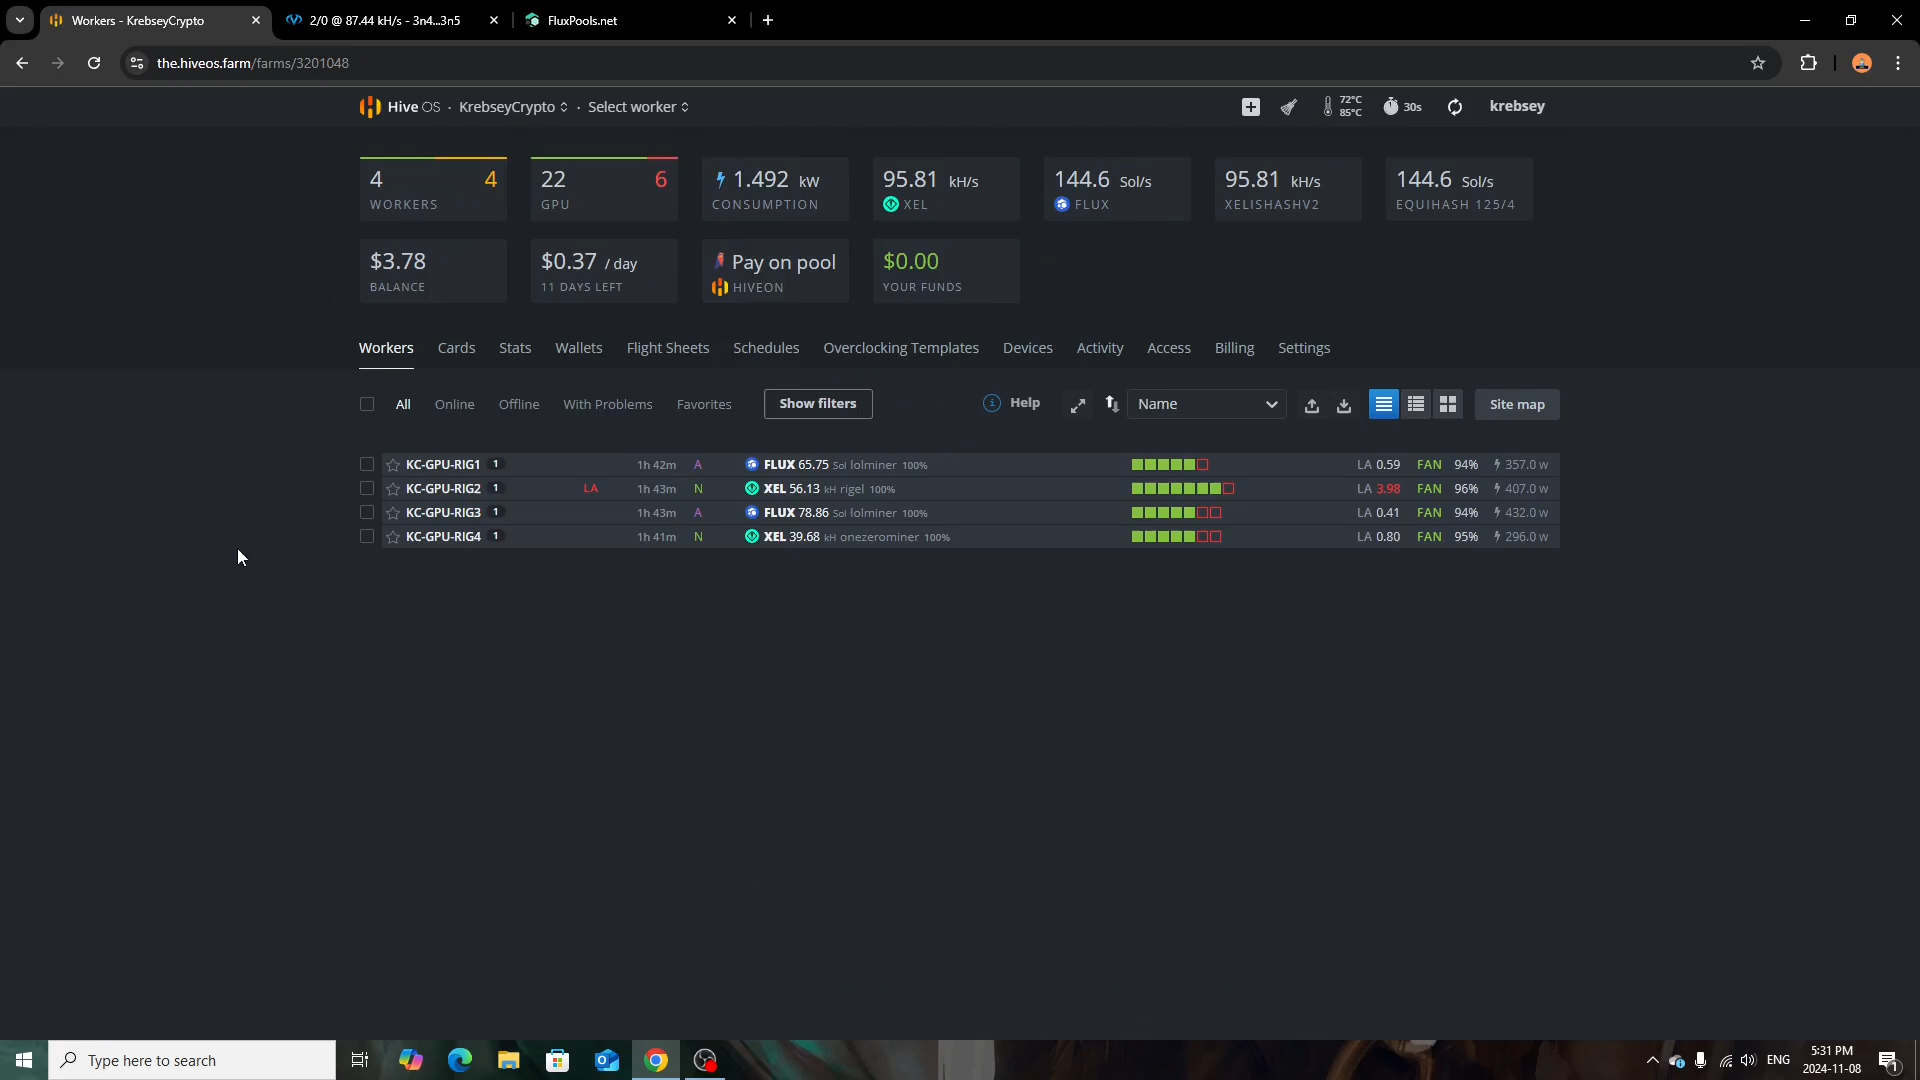 Workers - KrebseyCrypto
2/0 @ 87.44 kH/s - 3n4...3n5
FluxPools.net
the.hiveos.farm/farms/3201048
Hive OS · KrebseyCrypto · Select worker
72°C
85°C
30s
krebsey
4 4
WORKERS
22 6
GPU
1.492 kW
CONSUMPTION
95.81 kH/s
XEL
144.6 Sol/s
FLUX
95.81 kH/s
XELISHASHV2
144.6 Sol/s
EQUIHASH 125/4
$3.78
BALANCE
$0.37 / day
11 DAYS LEFT
Pay on pool
HIVEON
$0.00
YOUR FUNDS
Workers Cards Stats Wallets Flight Sheets Schedules Overclocking Templates Devices Activity Access Billing Settings
All Online Offline With Problems Favorites Show filters Help Name Site map
KC-GPU-RIG1 1 1h 42m A FLUX 65.75 Sol lolminer 100% LA 0.59 FAN 94% 357.0 w
KC-GPU-RIG2 1 LA 1h 43m N XEL 56.13 kH rigel 100% LA 3.98 FAN 96% 407.0 w
KC-GPU-RIG3 1 1h 43m A FLUX 78.86 Sol lolminer 100% LA 0.41 FAN 94% 432.0 w
KC-GPU-RIG4 1 1h 41m N XEL 39.68 kH onezerominer 100% LA 0.80 FAN 95% 296.0 w
Type here to search
ENG
5:31 PM
2024-11-08
1